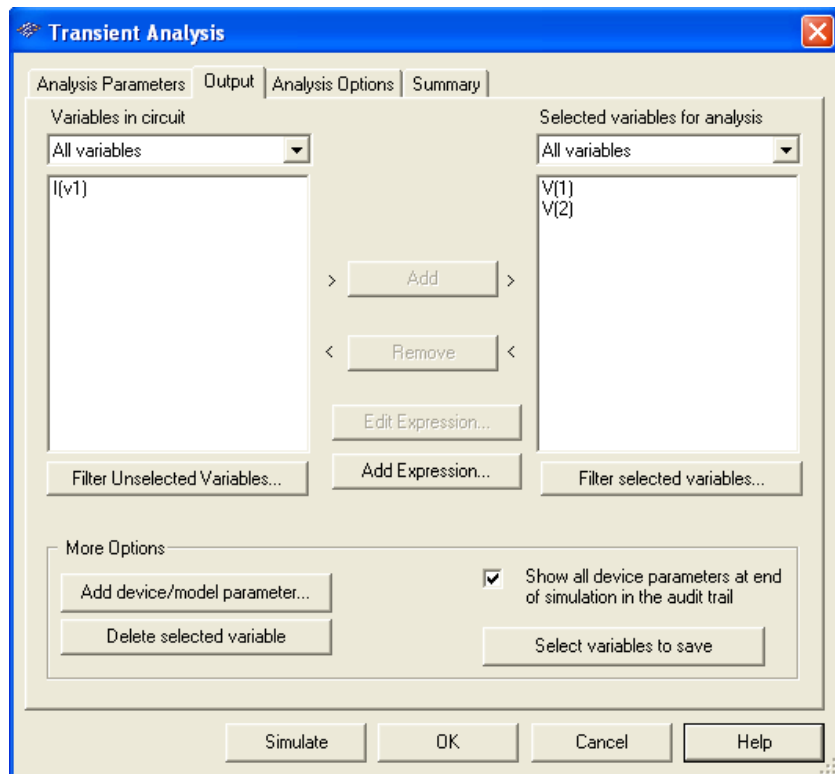 Transient Analysis
Analysis Parameters Output Analysis Options Summary
Variables in circuit Selected variables for analysis
All variables All variables
I(v1) V(1)
V(2)
> Add >
< Remove <
Edit Expression...
Add Expression...
Filter Unselected Variables... Filter selected variables...
More Options
Add device/model parameter... Show all device parameters at end
of simulation in the audit trail
Delete selected variable Select variables to save
Simulate OK Cancel Help